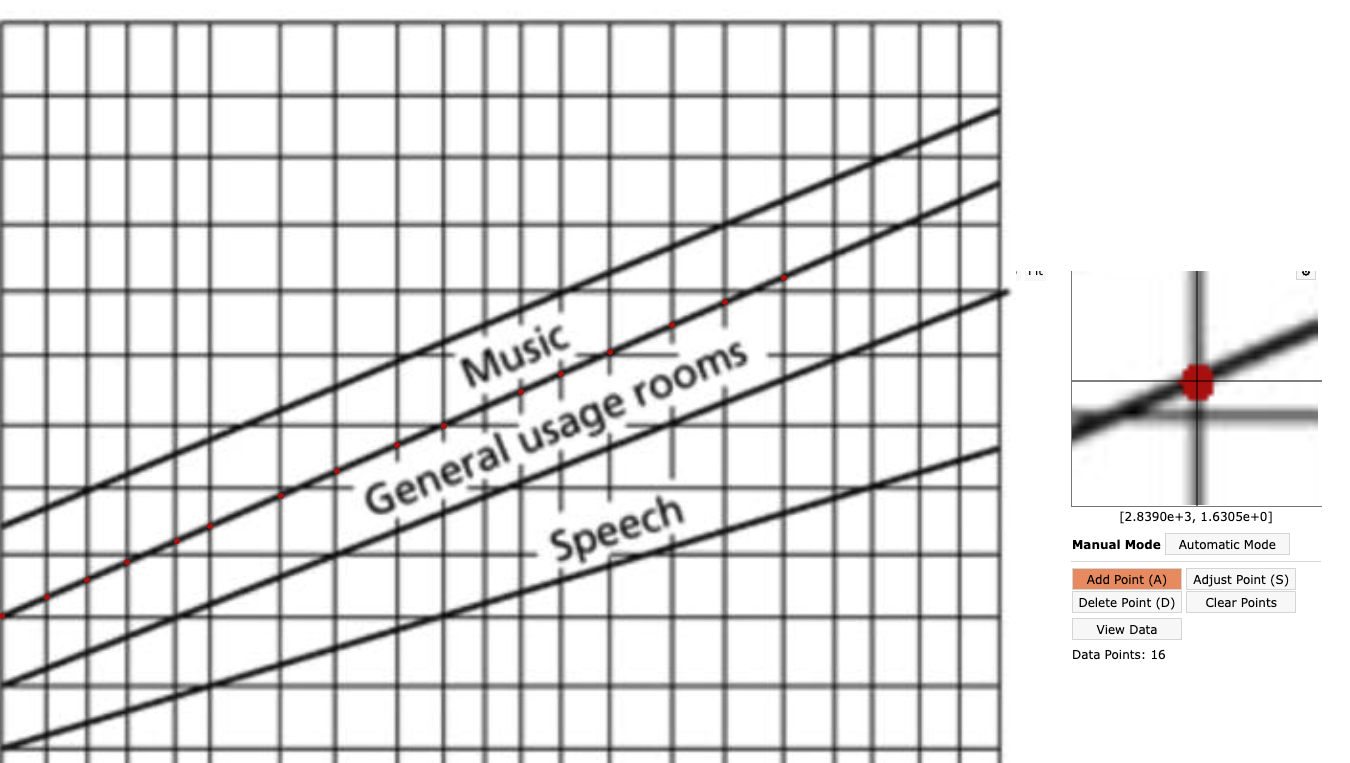 Music
General usage rooms
Speech
[2.8390e+3, 1.6305e+0]
Manual Mode Automatic Mode
Add Point (A) Adjust Point (S)
Delete Point (D) Clear Points
View Data
Data Points: 16